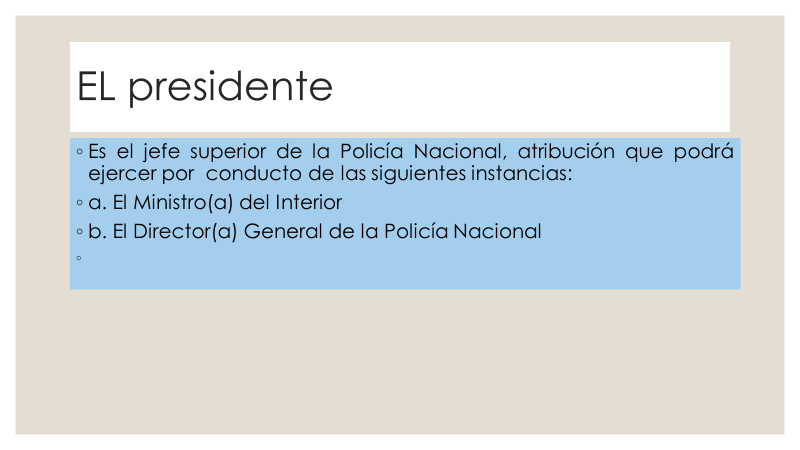 EL presidente
◦ Es el jefe superior de la Policía Nacional, atribución que podrá
ejercer por conducto de las siguientes instancias:
◦ a. El Ministro(a) del Interior
◦ b. El Director(a) General de la Policía Nacional
◦